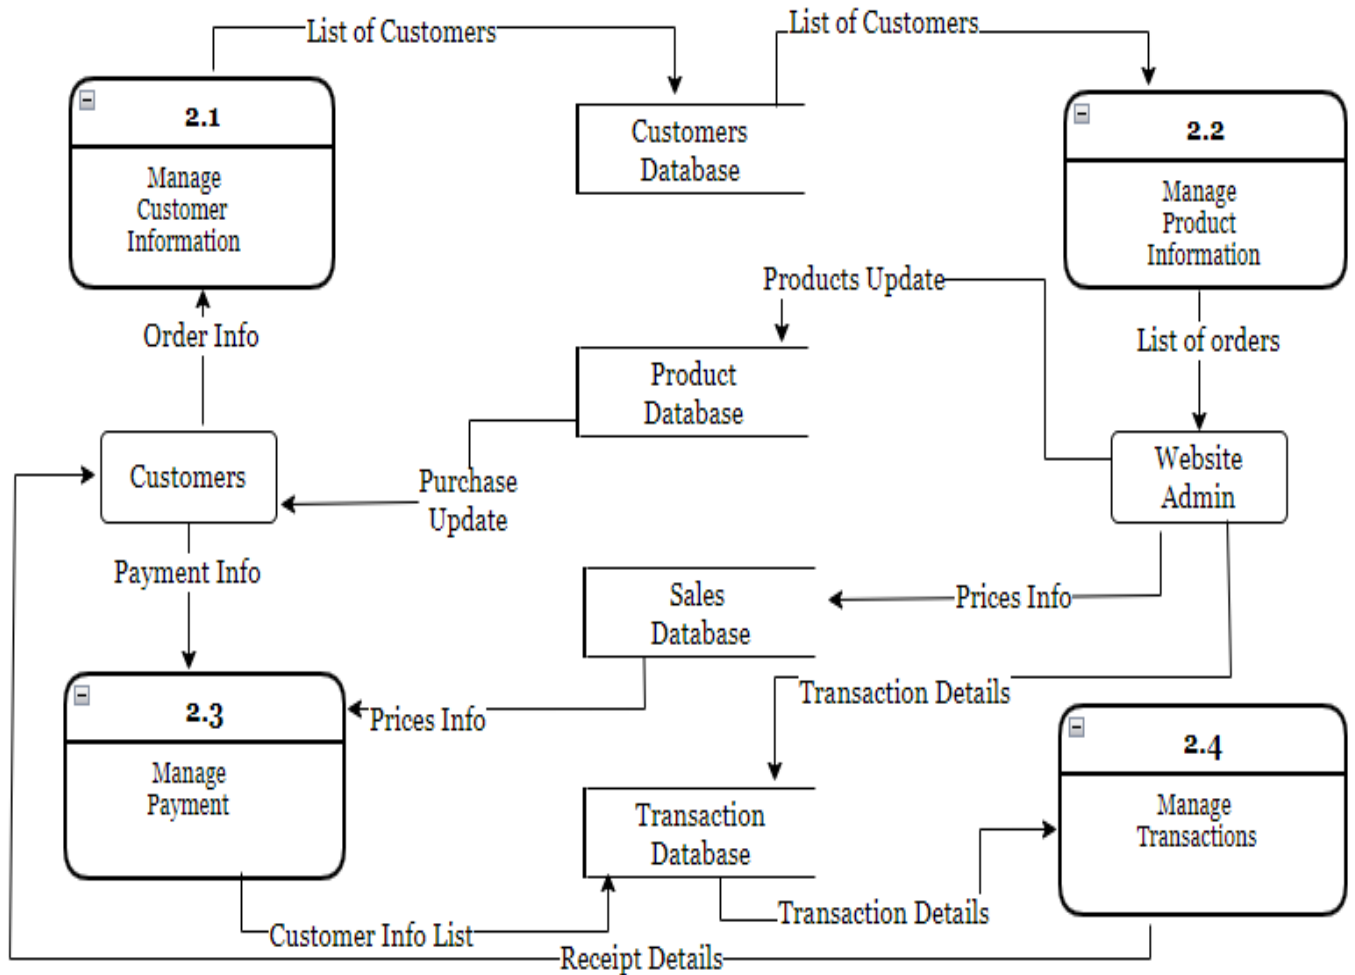 List of Customers
List of Customers
2.1
Manage
Customer
Information
Customers
Database
2.2
Manage
Product
Information
Products Update
Order Info
List of orders
Product
Database
Customers
Purchase
Update
Website
Admin
Payment Info
Sales
Database
Prices Info
2.3
Manage
Payment
Prices Info
Transaction Details
2.4
Manage
Transactions
Transaction
Database
Customer Info List
Transaction Details
Receipt Details